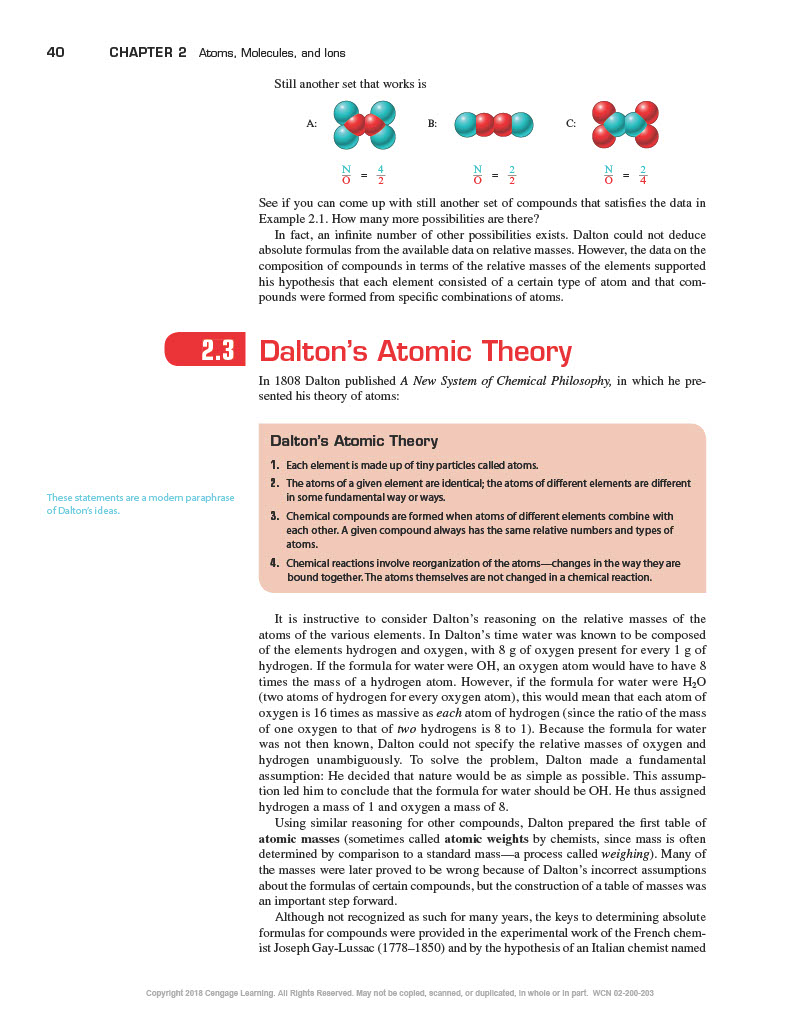 40 CHAPTER 2 Atoms, Molecules, and Ions
Still another set that works is
A: B: C:
N/O = 4/2 N/O = 2/2 N/O = 2/4
See if you can come up with still another set of compounds that satisfies the data in
Example 2.1. How many more possibilities are there?
In fact, an infinite number of other possibilities exists. Dalton could not deduce
absolute formulas from the available data on relative masses. However, the data on the
composition of compounds in terms of the relative masses of the elements supported
his hypothesis that each element consisted of a certain type of atom and that com-
pounds were formed from specific combinations of atoms.
2.3 Dalton's Atomic Theory
In 1808 Dalton published A New System of Chemical Philosophy, in which he pre-
sented his theory of atoms:
Dalton's Atomic Theory
1. Each element is made up of tiny particles called atoms.
2. The atoms of a given element are identical; the atoms of different elements are different
in some fundamental way or ways.
3. Chemical compounds are formed when atoms of different elements combine with
each other. A given compound always has the same relative numbers and types of
atoms.
4. Chemical reactions involve reorganization of the atoms—changes in the way they are
bound together. The atoms themselves are not changed in a chemical reaction.
These statements are a modern paraphrase
of Dalton's ideas.
It is instructive to consider Dalton's reasoning on the relative masses of the
atoms of the various elements. In Dalton's time water was known to be composed
of the elements hydrogen and oxygen, with 8 g of oxygen present for every 1 g of
hydrogen. If the formula for water were OH, an oxygen atom would have to have 8
times the mass of a hydrogen atom. However, if the formula for water were H₂O
(two atoms of hydrogen for every oxygen atom), this would mean that each atom of
oxygen is 16 times as massive as each atom of hydrogen (since the ratio of the mass
of one oxygen to that of two hydrogens is 8 to 1). Because the formula for water
was not then known, Dalton could not specify the relative masses of oxygen and
hydrogen unambiguously. To solve the problem, Dalton made a fundamental
assumption: He decided that nature would be as simple as possible. This assump-
tion led him to conclude that the formula for water should be OH. He thus assigned
hydrogen a mass of 1 and oxygen a mass of 8.
Using similar reasoning for other compounds, Dalton prepared the first table of
atomic masses (sometimes called atomic weights by chemists, since mass is often
determined by comparison to a standard mass—a process called weighing). Many of
the masses were later proved to be wrong because of Dalton's incorrect assumptions
about the formulas of certain compounds, but the construction of a table of masses was
an important step forward.
Although not recognized as such for many years, the keys to determining absolute
formulas for compounds were provided in the experimental work of the French chem-
ist Joseph Gay-Lussac (1778–1850) and by the hypothesis of an Italian chemist named
Copyright 2018 Cengage Learning. All Rights Reserved. May not be copied, scanned, or duplicated, in whole or in part. WCN 02-200-203